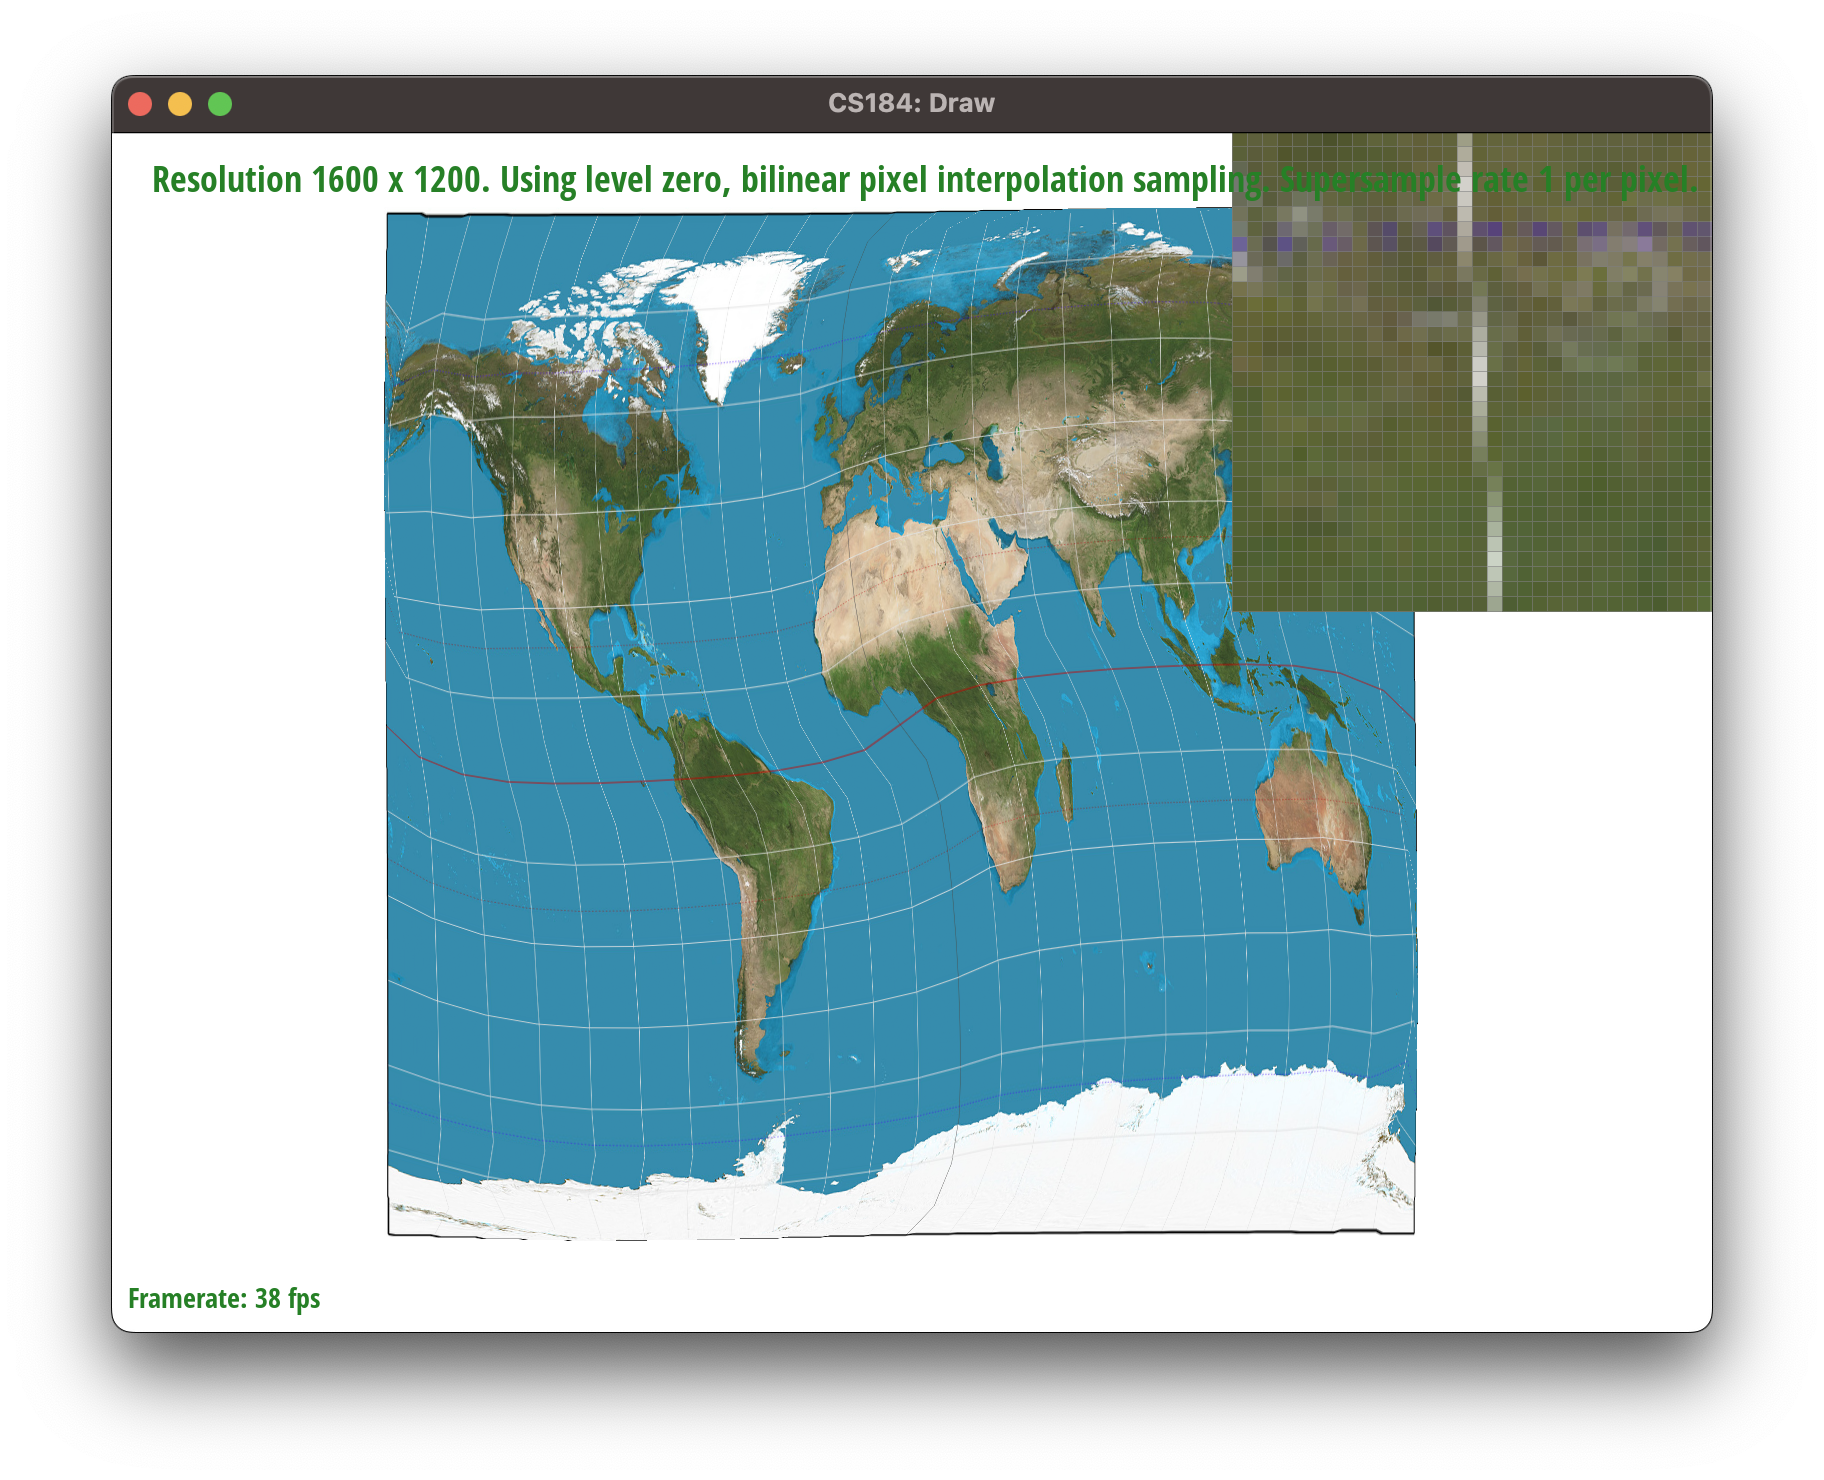 CS184: Draw
Resolution 1600 x 1200. Using level zero, bilinear pixel interpolation sampling. Supersample rate 1 per pixel.
Framerate: 38 fps